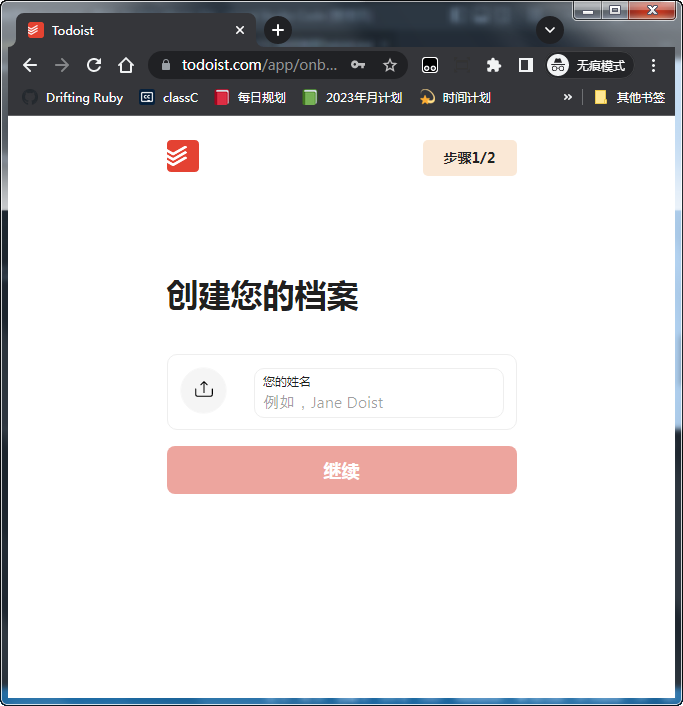 Todoist
todoist.com/app/onb...
无痕模式
Drifting Ruby
classC
每日规划
2023年月计划
时间计划
»
其他书签
步骤1/2
创建您的档案
您的姓名
例如，Jane Doist
继续